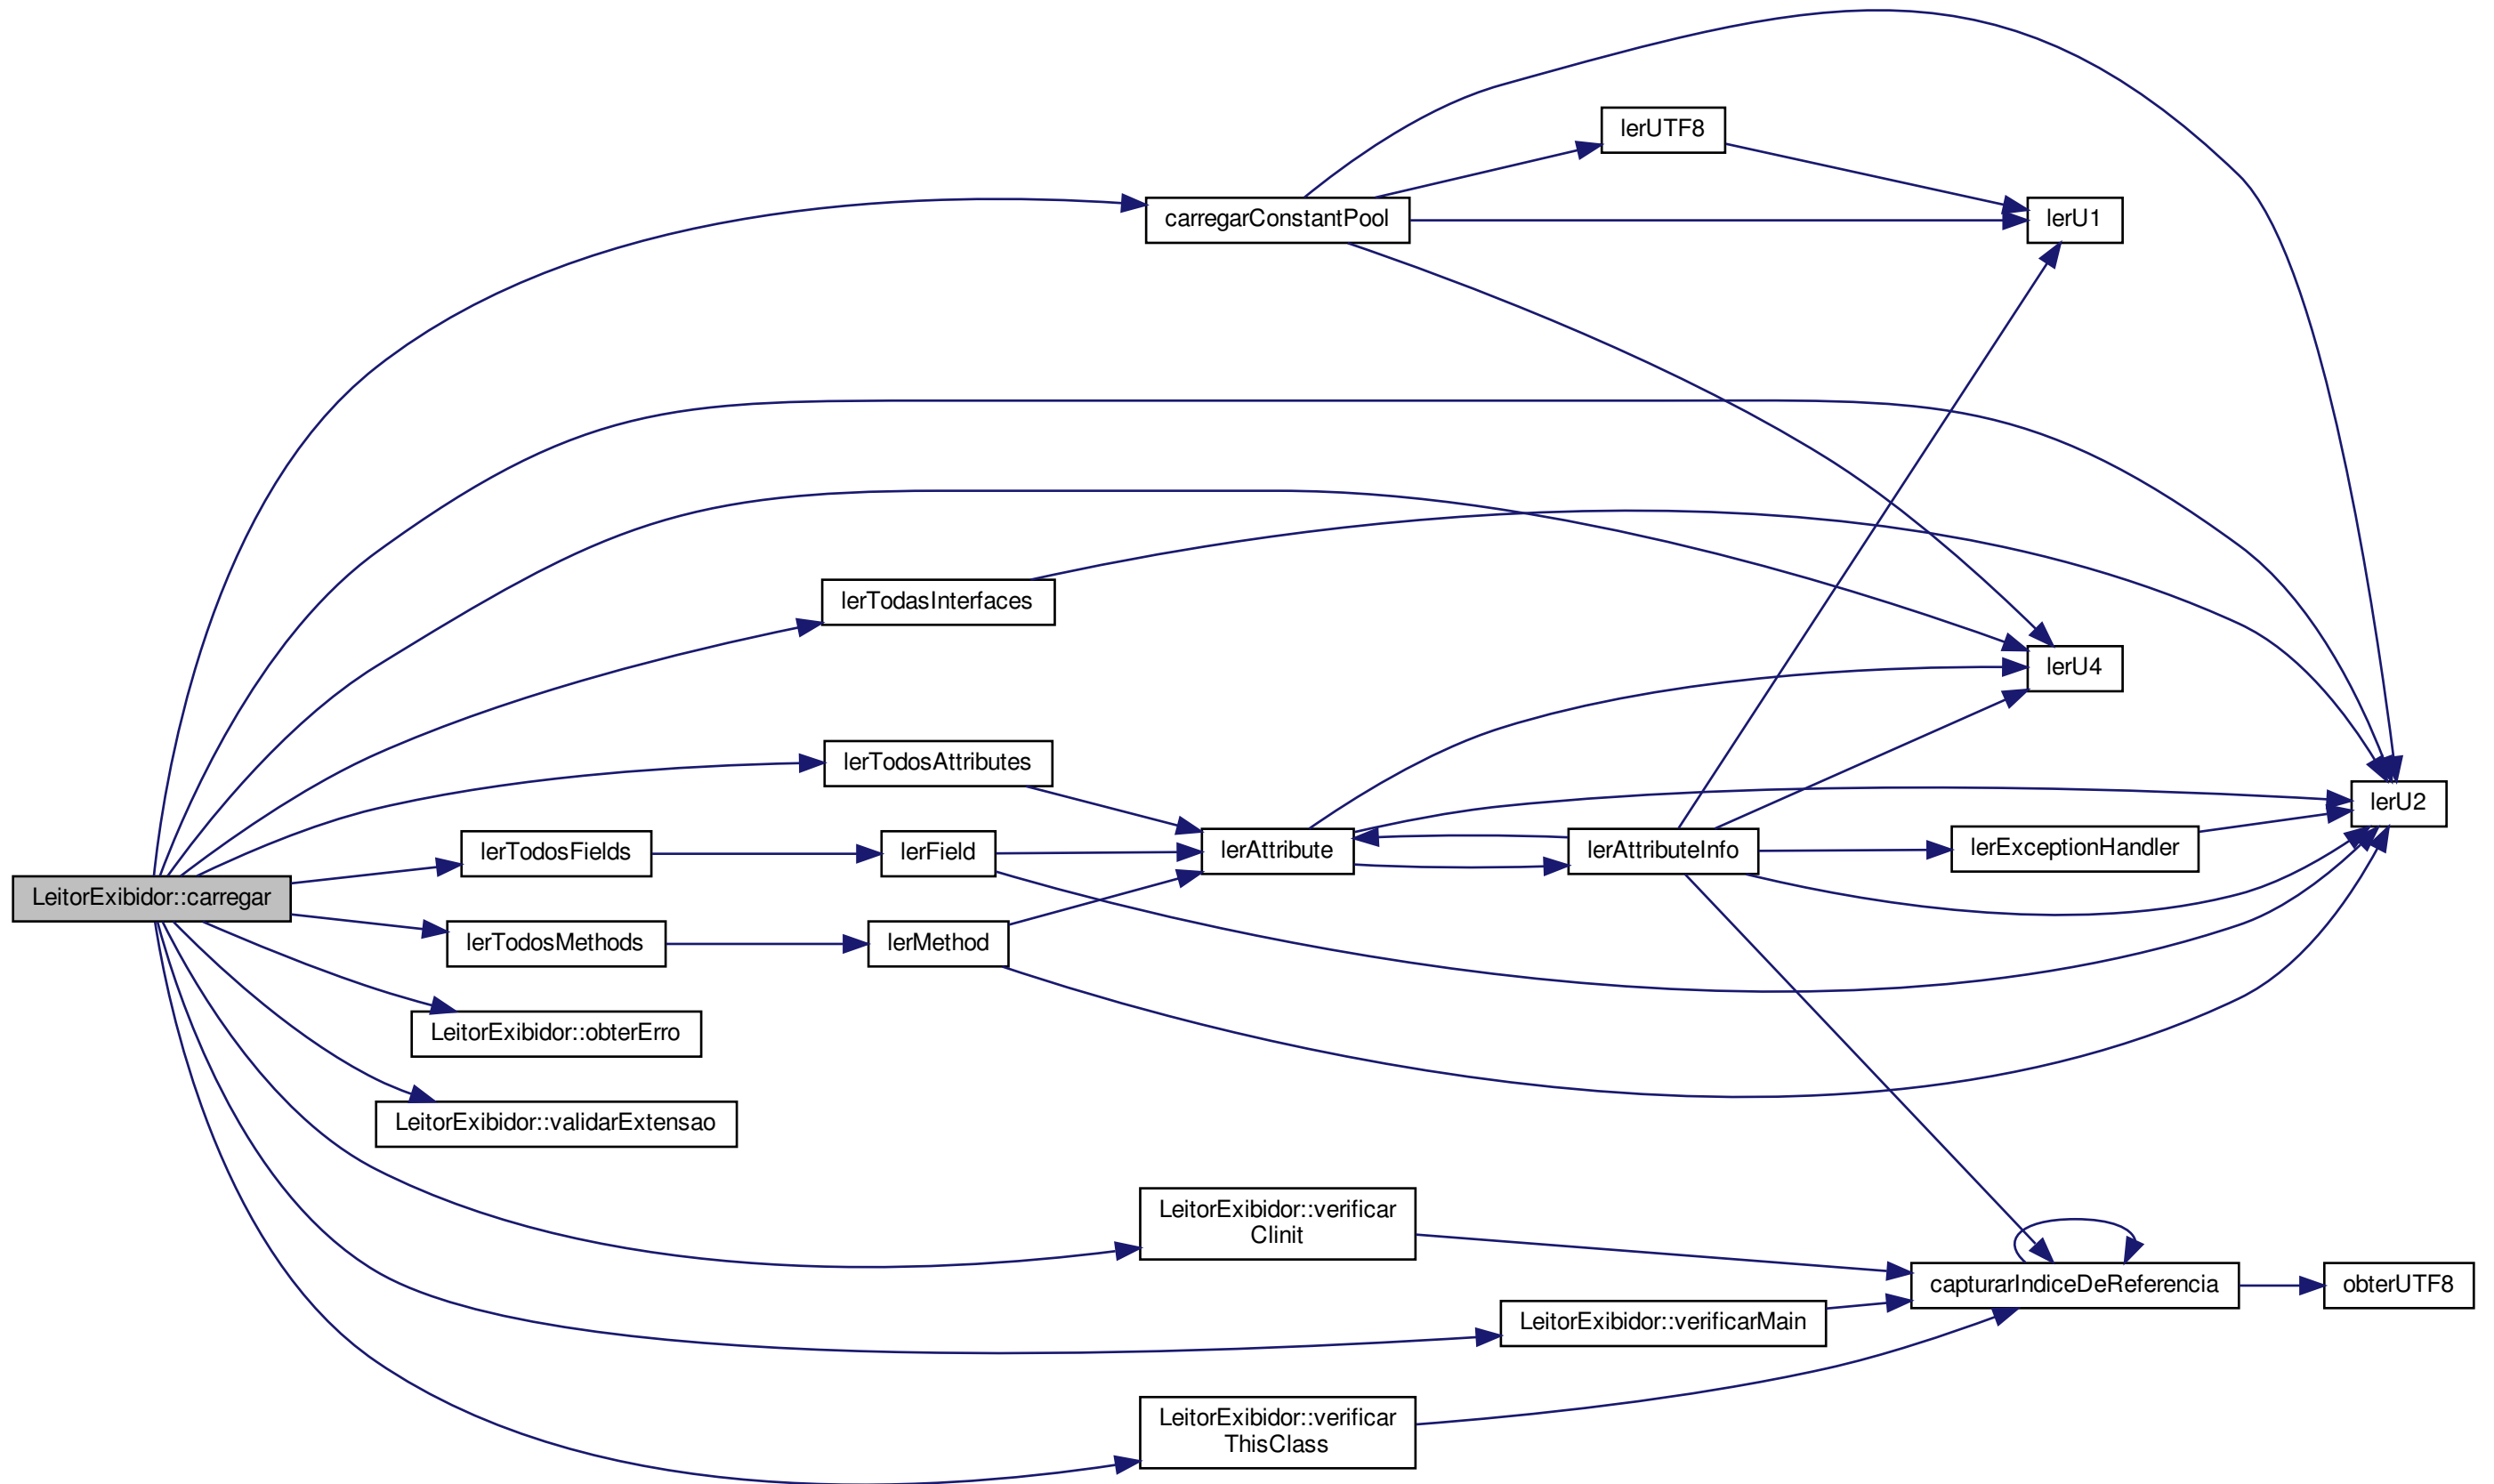 lerUTF8
carregarConstantPool
lerU1
lerTodasInterfaces
lerU4
lerTodosAttributes
lerU2
lerTodosFields
lerField
lerAttribute
lerAttributeInfo
lerExceptionHandler
LeitorExibidor::carregar
lerTodosMethods
lerMethod
LeitorExibidor::obterErro
LeitorExibidor::validarExtensao
LeitorExibidor::verificar
Clinit
capturarIndiceDeReferencia
obterUTF8
LeitorExibidor::verificarMain
LeitorExibidor::verificar
ThisClass